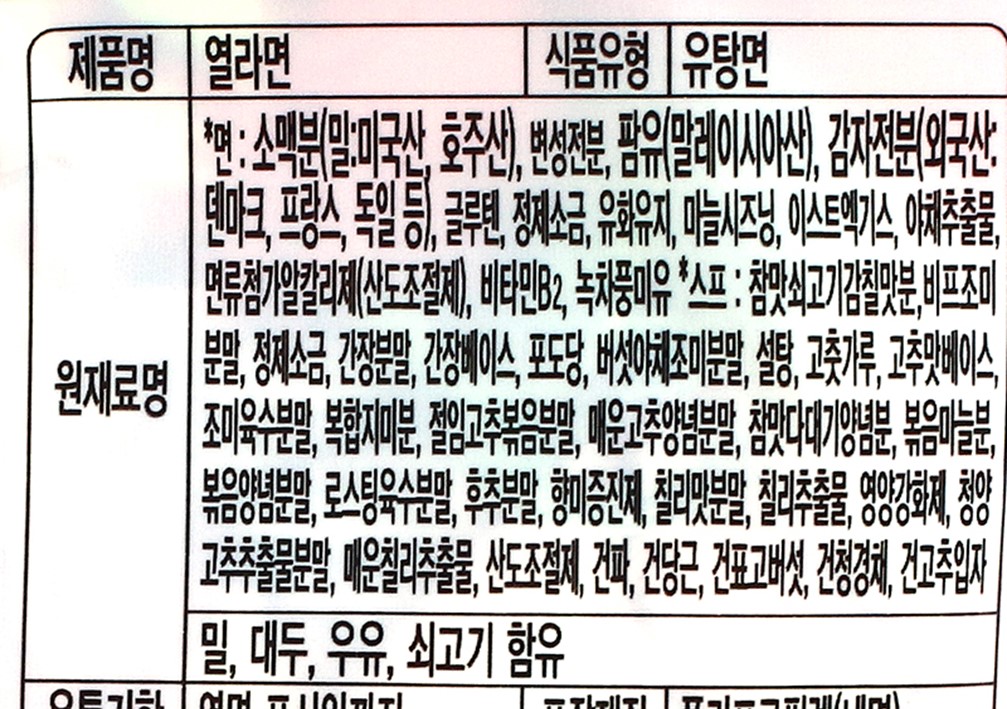 제품명 열라면 식품유형 유탕면
*면 : 소맥분(밀:미국산, 호주산), 변성전분, 팜유(말레이시아산), 감자전분(외국산:
덴마크, 프랑스, 독일 등), 글루텐, 정제소금, 유화유지, 마늘시즈닝, 이스트엑기스, 야채추출물,
면류첨가알칼리제(산도조절제), 비타민B2, 녹차풍미유 *스프 : 참맛쇠고기감칠맛분,비프조미
원재료명 분말, 정제소금, 간장분말, 간장베이스, 포도당, 버섯야채조미분말, 설탕, 고춧가루, 고추맛베이스,
조미육수분말, 복합지미분, 절임고추볶음분말, 매운고추양념분말, 참맛다대기양념분, 볶음마늘분,
볶음양념분말, 로스팅육수분말, 후추분말, 향미증진제, 칠리맛분말, 칠리추출물, 영양강화제, 청양
고추추출물분말, 매운칠리추출물, 산도조절제, 건파, 건당근, 건표고버섯, 건청경채, 건고추입자
밀, 대두, 우유, 쇠고기 함유